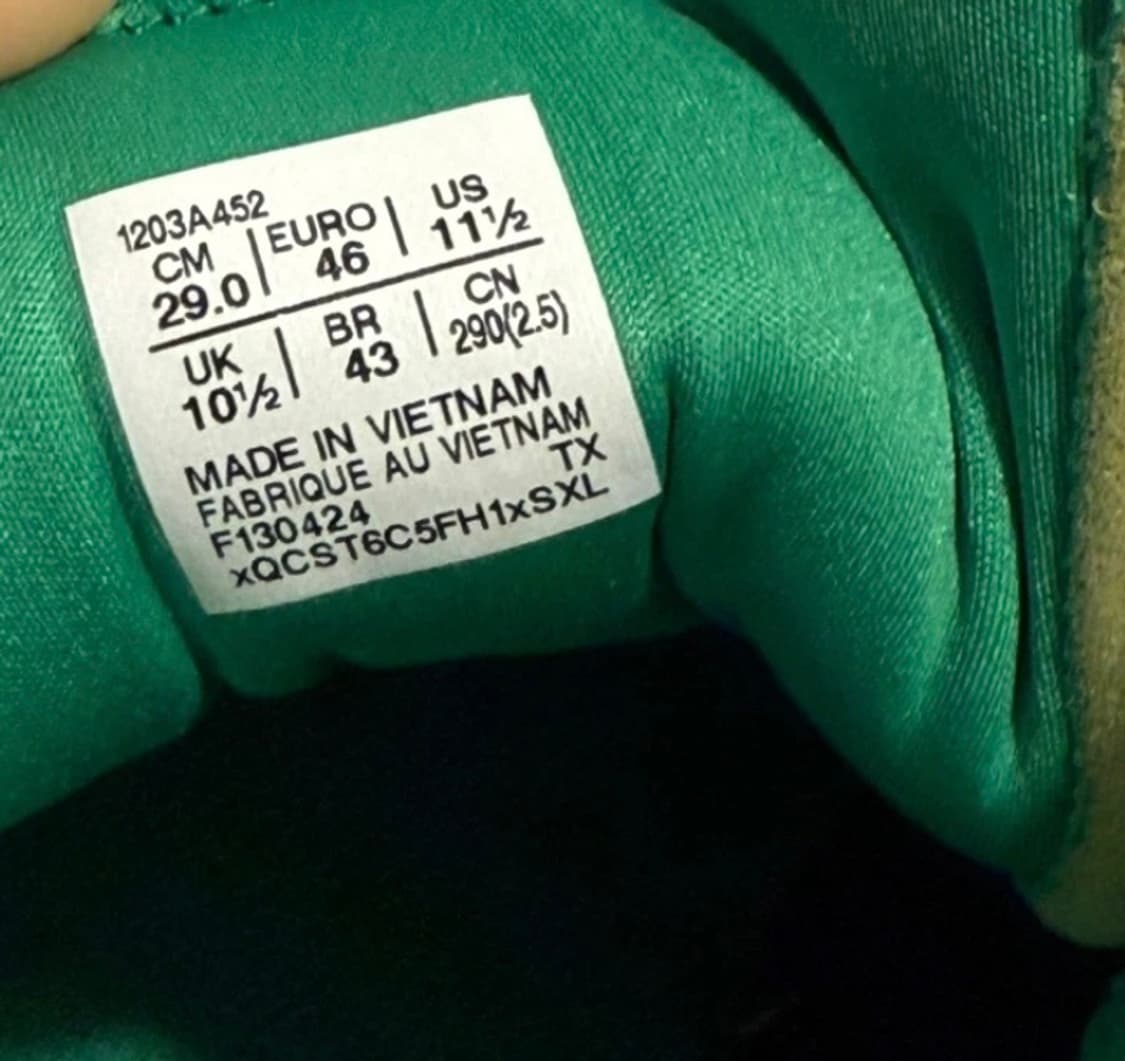 1203A452
CM | EURO | US
29.0 | 46 | 11½
UK | BR | CN
10½ | 43 | 290(2.5)
MADE IN VIETNAM
FABRIQUE AU VIETNAM
TX
F130424
xQCST6C5FH1xSXL